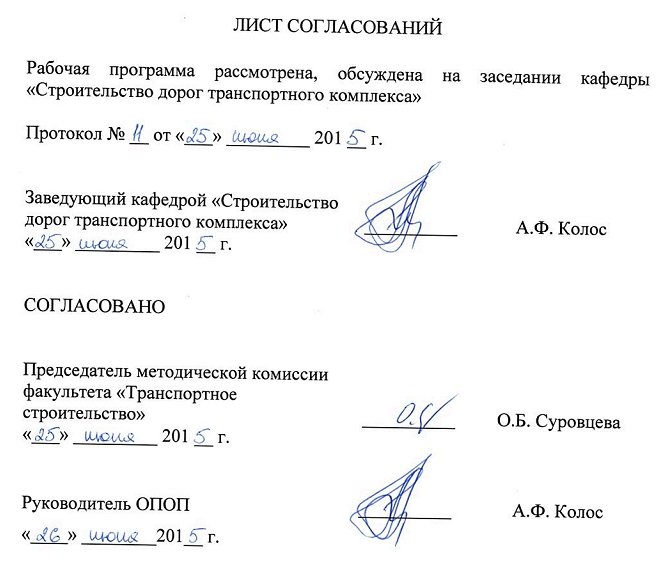 ЛИСТ СОГЛАСОВАНИЙ
Рабочая программа рассмотрена, обсуждена на заседании кафедры
«Строительство дорог транспортного комплекса»
Протокол № 11 от «25» июня 2015 г.
Заведующий кафедрой «Строительство
дорог транспортного комплекса»
А.Ф. Колос
«25» июня 2015 г.
СОГЛАСОВАНО
Председатель методической комиссии
факультета «Транспортное
строительство»
О.Б. Суровцева
«25» июня 2015 г.
Руководитель ОПОП
А.Ф. Колос
«26» июня 2015 г.